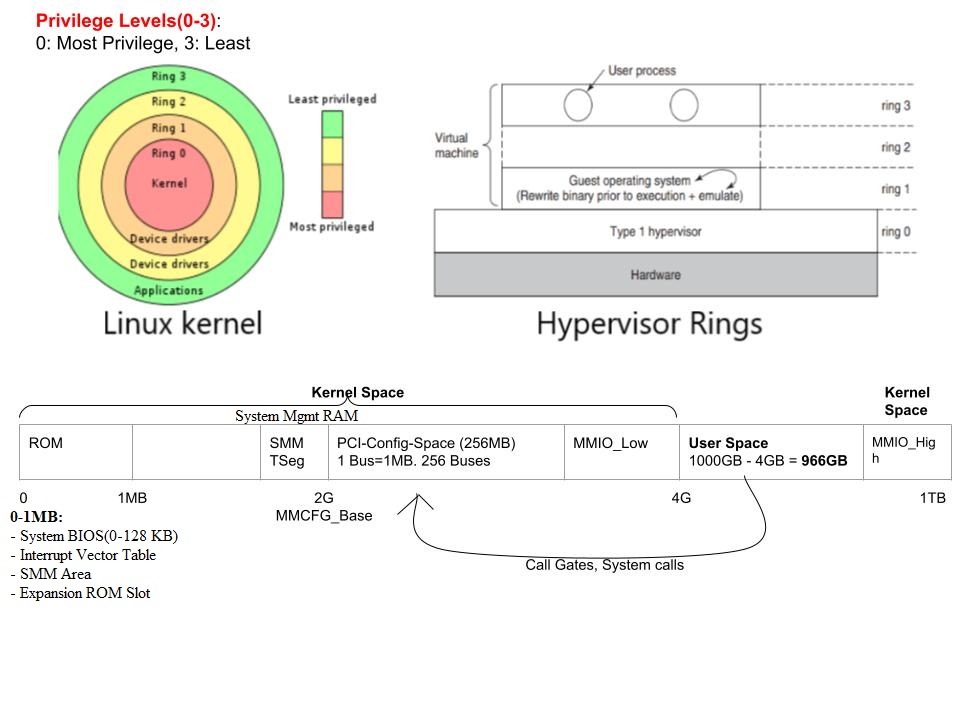 Privilege Levels(0-3):
0: Most Privilege, 3: Least
Ring 3
Ring 2
Ring 1
Ring 0
Kernel
Device drivers
Device drivers
Applications
Least privileged
Most privileged
Linux kernel
User process
Virtual
machine
Guest operating system
(Rewrite binary prior to execution + emulate)
Type 1 hypervisor
Hardware
ring 3
ring 2
ring 1
ring 0
Hypervisor Rings
Kernel Space
Kernel
Space
System Mgmt RAM
ROM
SMM
TSeg
PCI-Config-Space (256MB)
1 Bus=1MB. 256 Buses
MMIO_Low
User Space
1000GB - 4GB = 966GB
MMIO_Hig
h
0
1MB
2G
4G
1TB
MMCFG_Base
0-1MB:
- System BIOS(0-128 KB)
- Interrupt Vector Table
- SMM Area
- Expansion ROM Slot
Call Gates, System calls